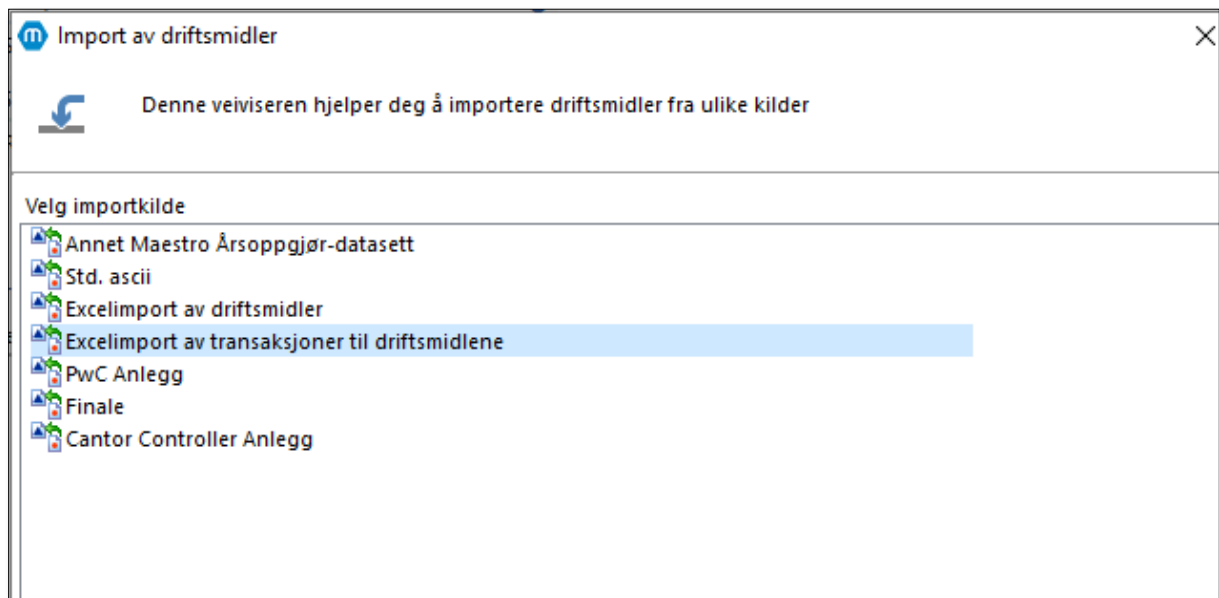 Import av driftsmidler
Denne veiviseren hjelper deg å importere driftsmidler fra ulike kilder
Velg importkilde
Annet Maestro Årsoppgjør-datasett
Std. ascii
Excelimport av driftsmidler
Excelimport av transaksjoner til driftsmidlene
PwC Anlegg
Finale
Cantor Controller Anlegg